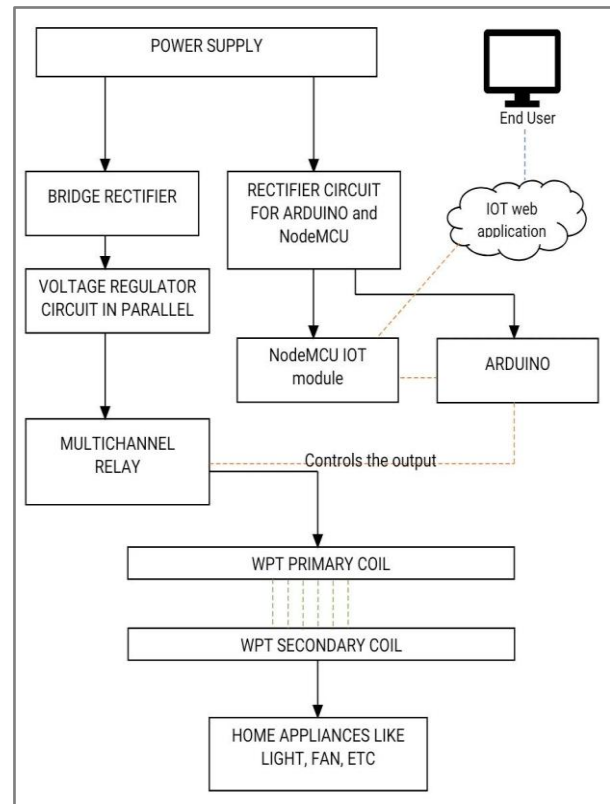 POWER SUPPLY
End User
BRIDGE RECTIFIER
RECTIFIER CIRCUIT
FOR ARDUINO and
NodeMCU
IOT web
application
VOLTAGE REGULATOR
CIRCUIT IN PARALLEL
NodeMCU IOT
module
ARDUINO
MULTICHANNEL
RELAY
Controls the output
WPT PRIMARY COIL
WPT SECONDARY COIL
HOME APPLIANCES LIKE
LIGHT, FAN, ETC